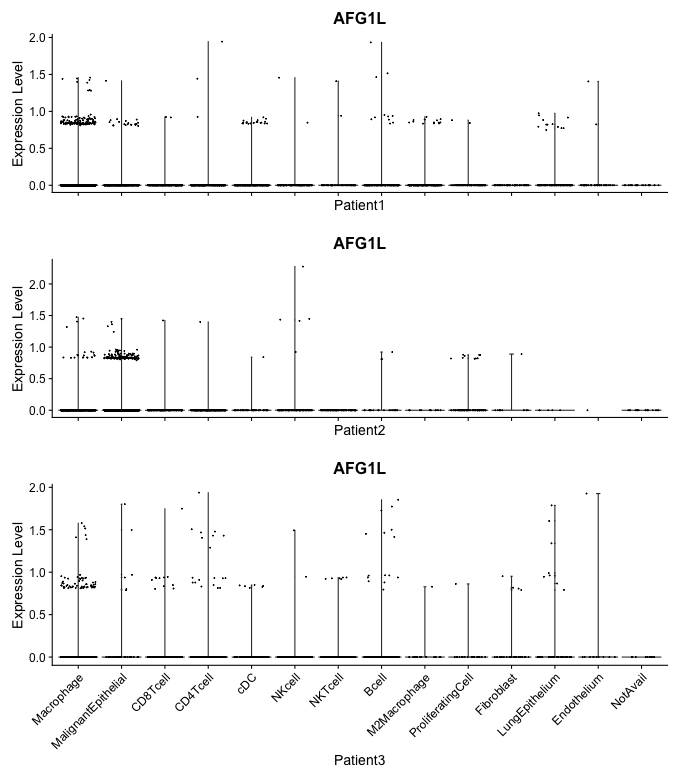 AFG1L
Expression Level
2.0
1.5
1.0
0.5
0.0
Patient1
AFG1L
Expression Level
2.0
1.5
1.0
0.5
0.0
Patient2
AFG1L
Expression Level
2.0
1.5
1.0
0.5
0.0
Macrophage
MalignantEpithelial
CD8Tcell
CD4Tcell
cDC
NKcell
NKTcell
Bcell
M2Macrophage
ProliferatingCell
Fibroblast
LungEpithelium
Endothelium
NotAvail
Patient3